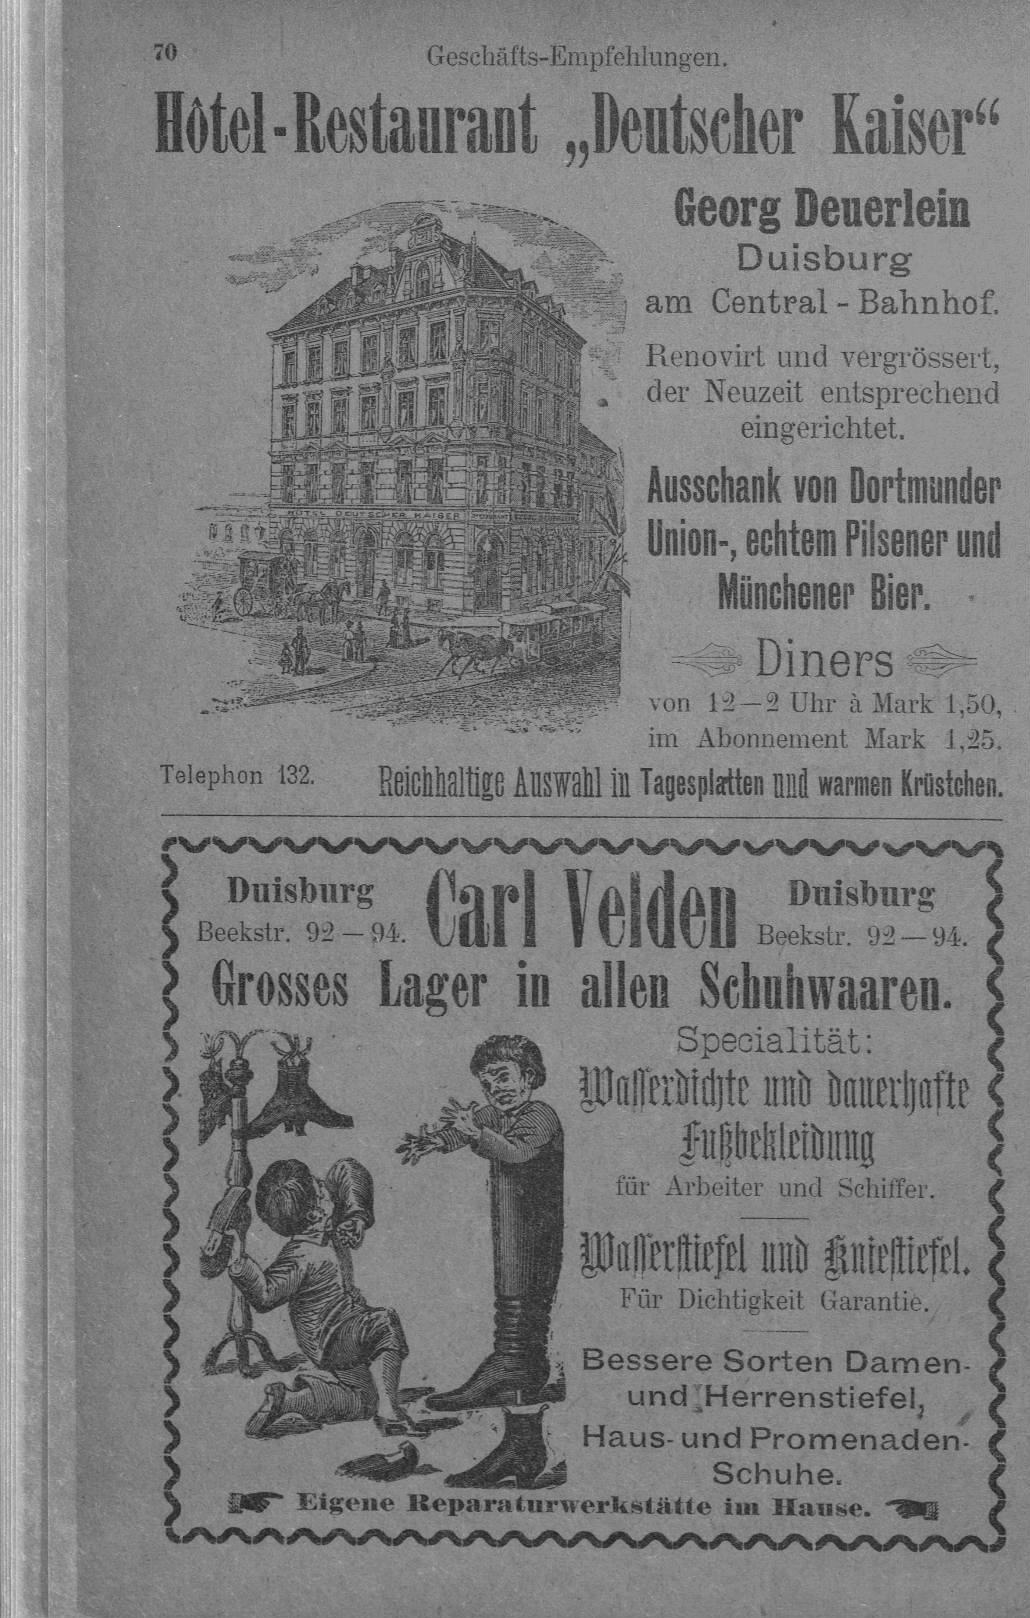 70
Geschäfts-Empfehlungen.
Hôtel-Restaurant „Deutscher Kaiser“
Georg Deuerlein
Duisburg
am Central-Bahnhof.
Renovirt und vergrössert,
der Neuzeit entsprechend
eingerichtet.
HOTEL DEUTSCHER KAISER
Ausschank von Dortmunder
Union-, echtem Pilsener und
Münchener Bier.
Diners
von 12—2 Uhr à Mark 1,50,
im Abonnement Mark 1,25.
Telephon 132. Reichhaltige Auswahl in Tagesplatten und warmen Krüstchen.
Carl Velden
Duisburg
Beekstr. 92—94.
Duisburg
Beekstr. 92—94.
Grosses Lager in allen Schuhwaaren.
Specialität:
Wasserdichte und dauerhafte
Fußbekleidung
für Arbeiter und Schiffer.
Wasserstiefel und Kniestiefel.
Für Dichtigkeit Garantie.
Bessere Sorten Damen-
und Herrenstiefel,
Haus- und Promenaden-
Schuhe.
Eigene Reparaturwerkstätte im Hause.